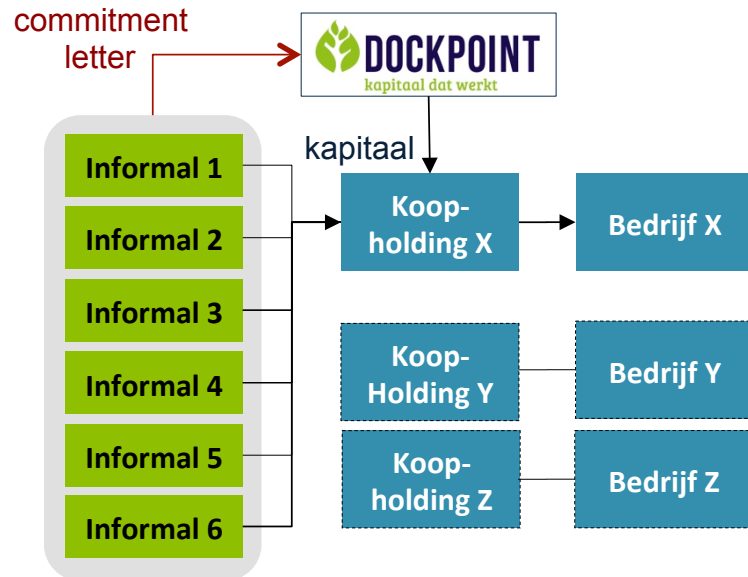 commitment
letter
DOCKPOINT
kapitaal dat werkt
kapitaal
Informal 1
Informal 2
Informal 3
Informal 4
Informal 5
Informal 6
Koop-
holding X
Bedrijf X
Koop-
Holding Y
Bedrijf Y
Koop-
holding Z
Bedrijf Z